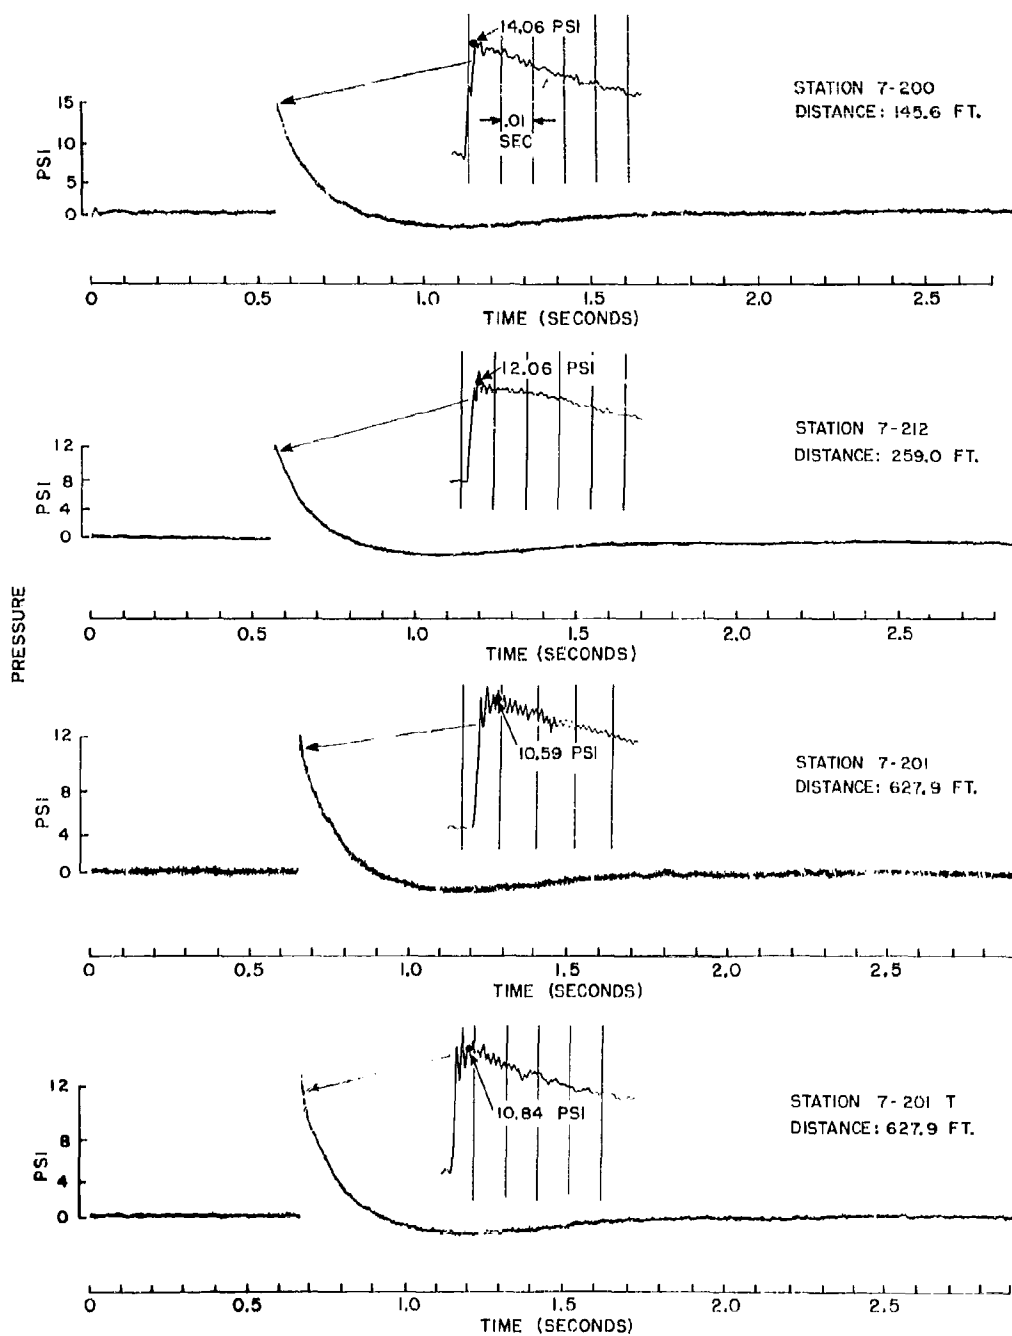 PRESSURE
14.06 PSI
STATION 7-200
DISTANCE: 145.6 FT.
.01
SEC
PSI
15
10
5
0
0 0.5 1.0 1.5 2.0 2.5
TIME (SECONDS)
12.06 PSI
STATION 7-212
DISTANCE: 259.0 FT.
PSI
12
8
4
0
0 0.5 1.0 1.5 2.0 2.5
TIME (SECONDS)
10.59 PSI
STATION 7-201
DISTANCE: 627.9 FT.
PSI
12
8
4
0
0 0.5 1.0 1.5 2.0 2.5
TIME (SECONDS)
10.84 PSI
STATION 7-201 T
DISTANCE: 627.9 FT.
PSI
12
8
4
0
0 0.5 1.0 1.5 2.0 2.5
TIME (SECONDS)